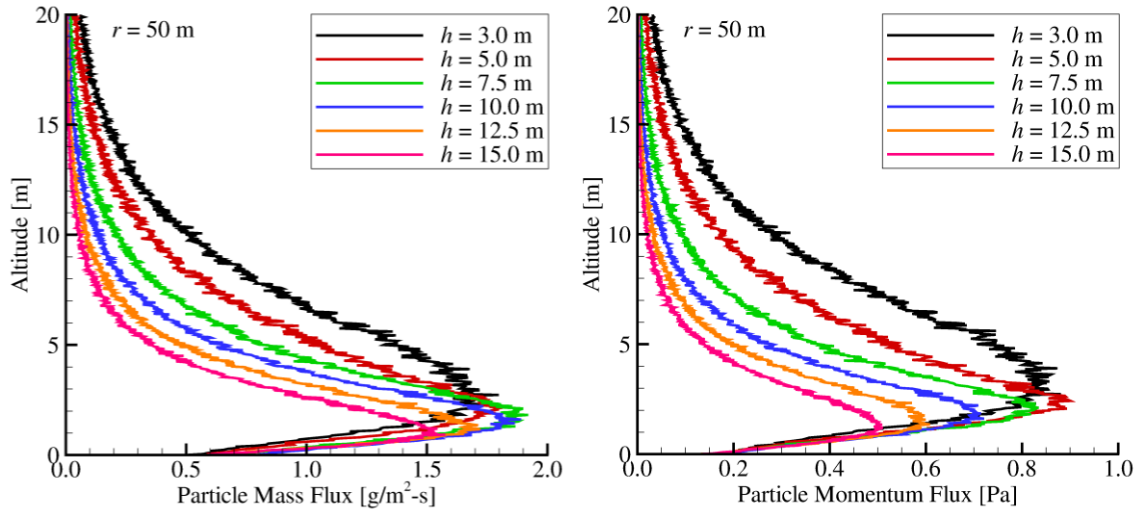 r = 50 m
h = 3.0 m
h = 5.0 m
h = 7.5 m
h = 10.0 m
h = 12.5 m
h = 15.0 m
Altitude [m]
20
15
10
5
0
0.0 0.5 1.0 1.5 2.0
Particle Mass Flux [g/m²-s]
r = 50 m
h = 3.0 m
h = 5.0 m
h = 7.5 m
h = 10.0 m
h = 12.5 m
h = 15.0 m
Altitude [m]
20
15
10
5
0
0.0 0.2 0.4 0.6 0.8 1.0
Particle Momentum Flux [Pa]